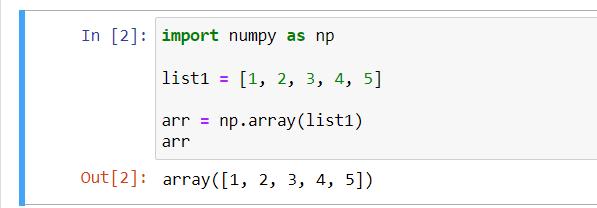 In [2]: import numpy as np
list1 = [1, 2, 3, 4, 5]
arr = np.array(list1)
arr
Out[2]: array([1, 2, 3, 4, 5])